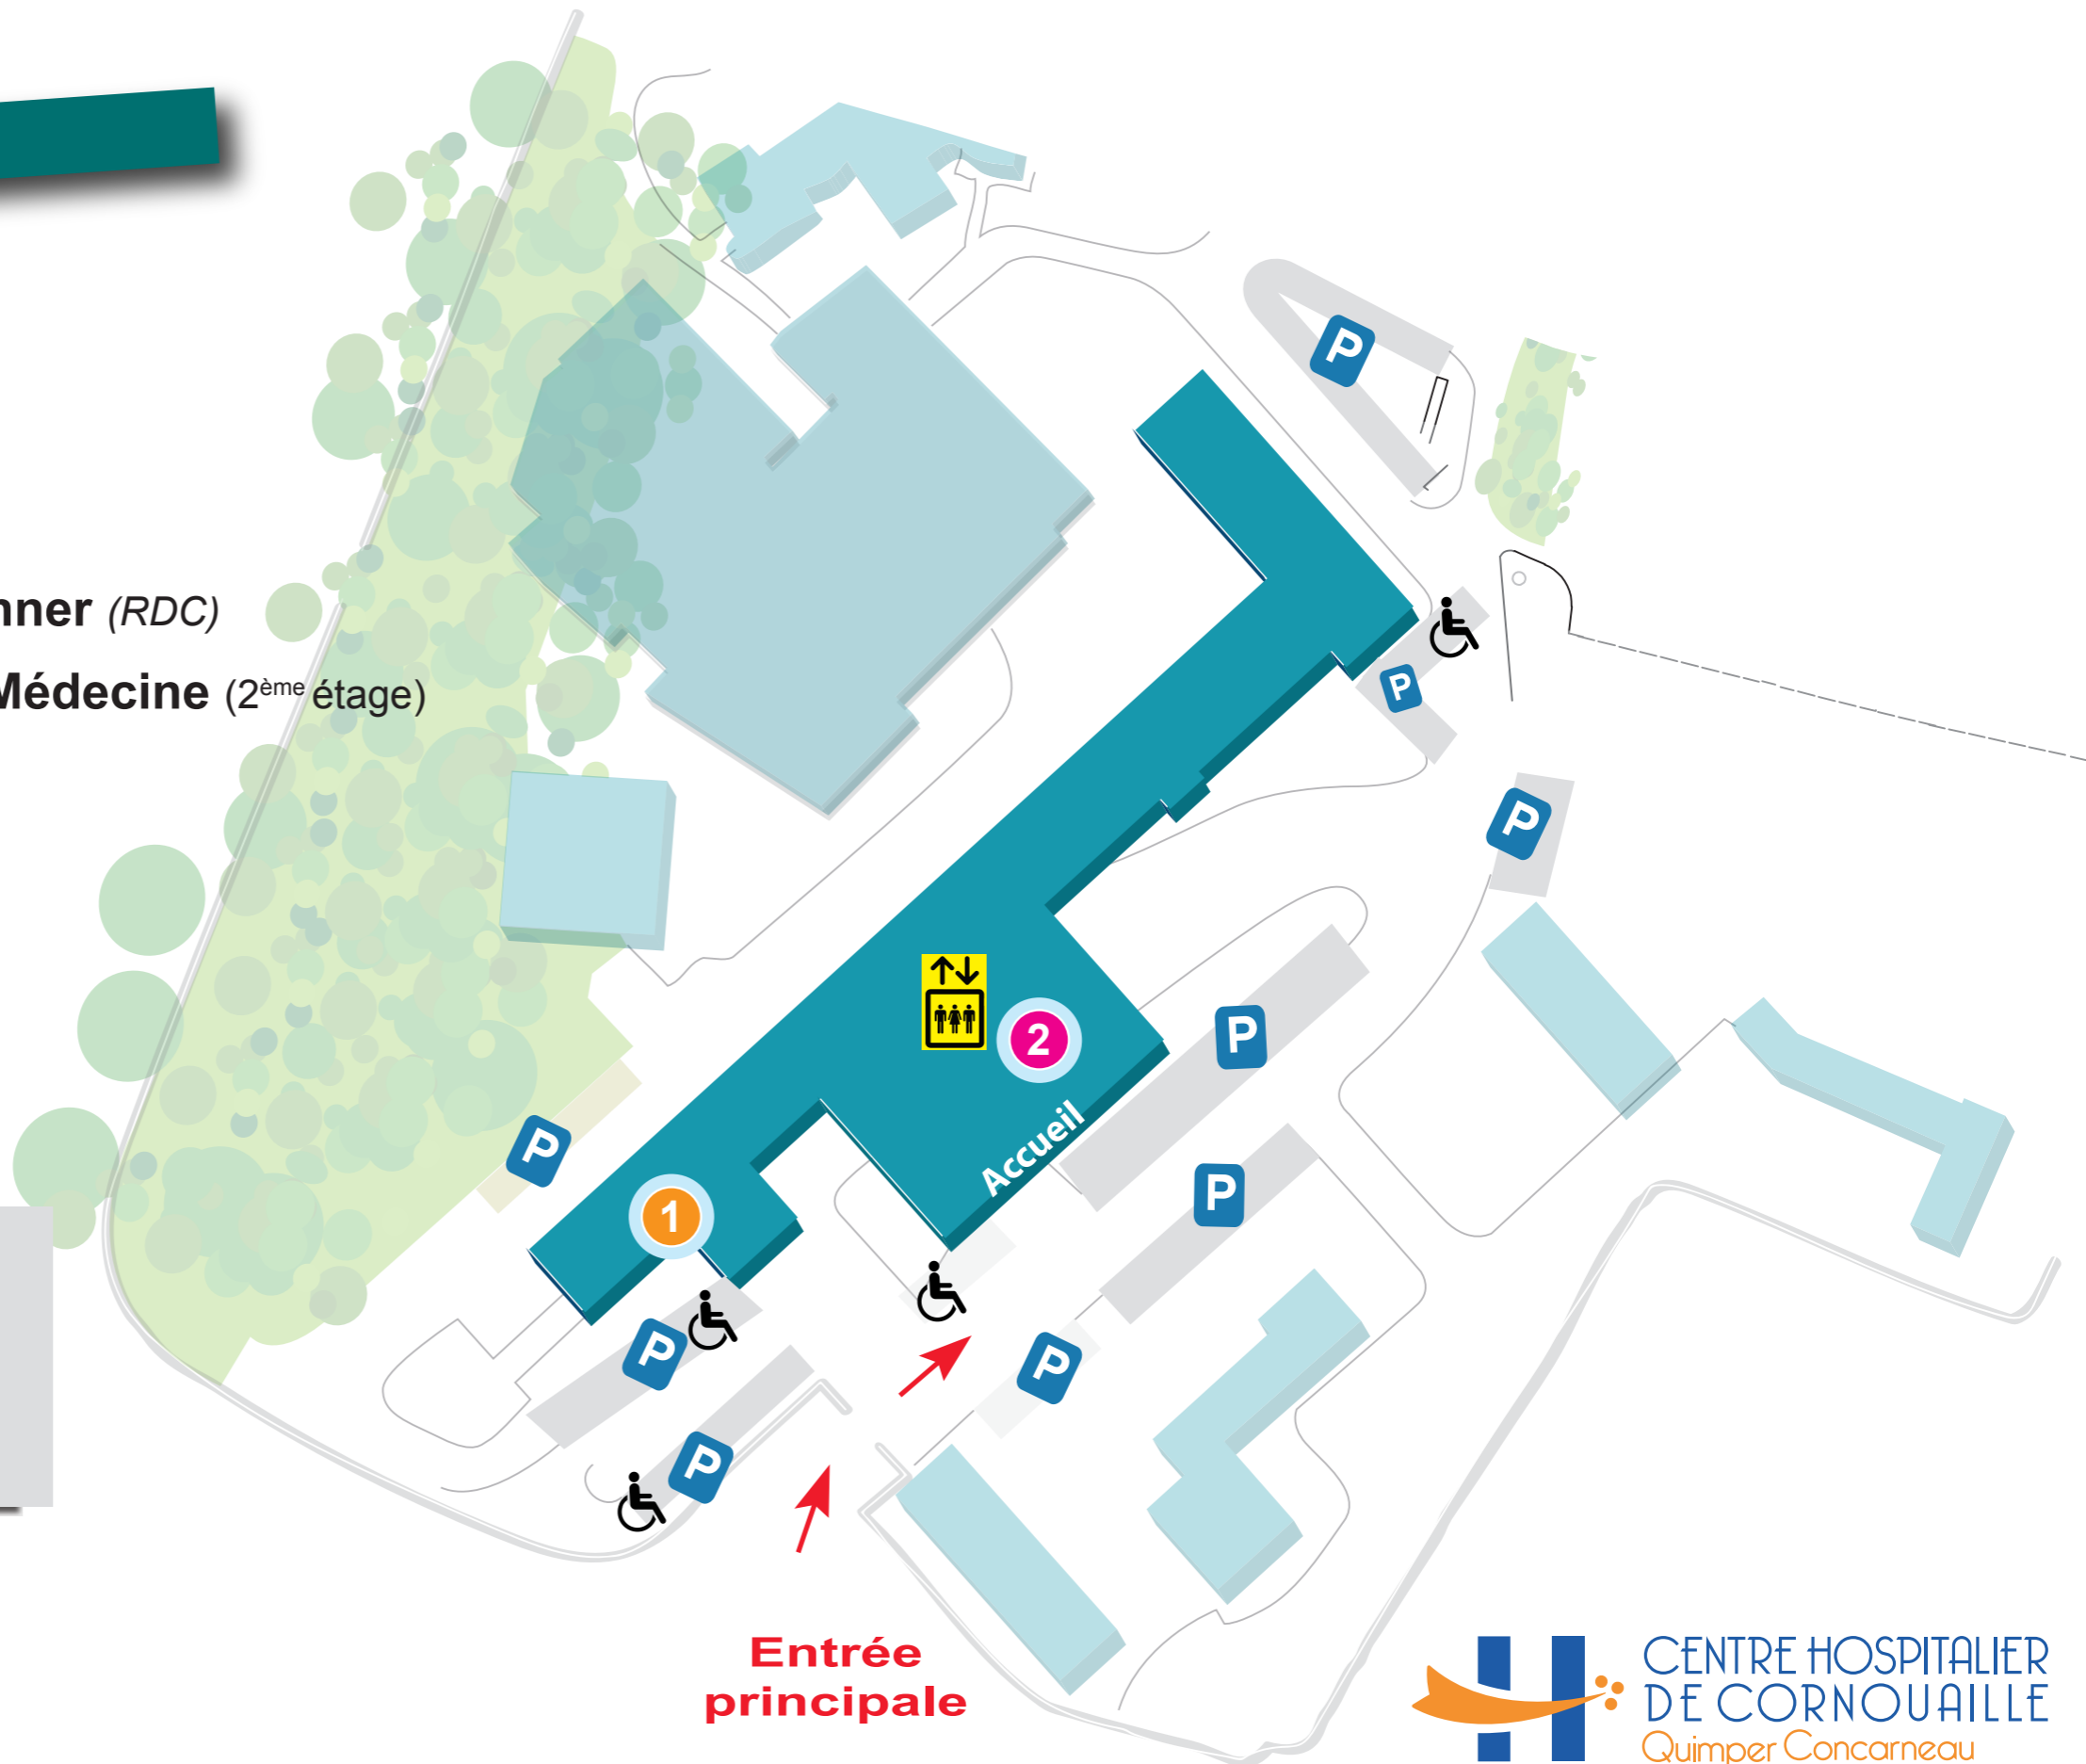 nner (RDC)
Médecine (2ème étage)
P
P
P
2
P
Accueil
P
P
1
P
P
P
Entrée
principale
CENTRE HOSPITALIER
DE CORNOUAILLE
Quimper Concarneau